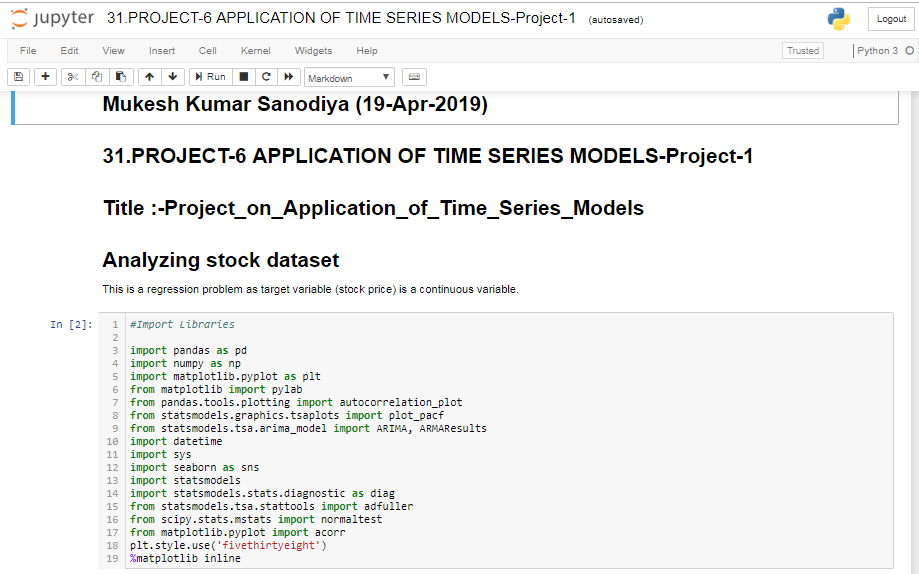 jupyter 31.PROJECT-6 APPLICATION OF TIME SERIES MODELS-Project-1 (autosaved) Logout
File Edit View Insert Cell Kernel Widgets Help Trusted Python 3
Run Markdown
Mukesh Kumar Sanodiya (19-Apr-2019)
31.PROJECT-6 APPLICATION OF TIME SERIES MODELS-Project-1
Title :-Project_on_Application_of_Time_Series_Models
Analyzing stock dataset
This is a regression problem as target variable (stock price) is a continuous variable.
In [2]: 1 #Import Libraries
2
3 import pandas as pd
4 import numpy as np
5 import matplotlib.pyplot as plt
6 from matplotlib import pylab
7 from pandas.tools.plotting import autocorrelation_plot
8 from statsmodels.graphics.tsaplots import plot_pacf
9 from statsmodels.tsa.arima_model import ARIMA, ARMAResults
10 import datetime
11 import sys
12 import seaborn as sns
13 import statsmodels
14 import statsmodels.stats.diagnostic as diag
15 from statsmodels.tsa.stattools import adfuller
16 from scipy.stats.mstats import normaltest
17 from matplotlib.pyplot import acorr
18 plt.style.use('fivethirtyeight')
19 %matplotlib inline